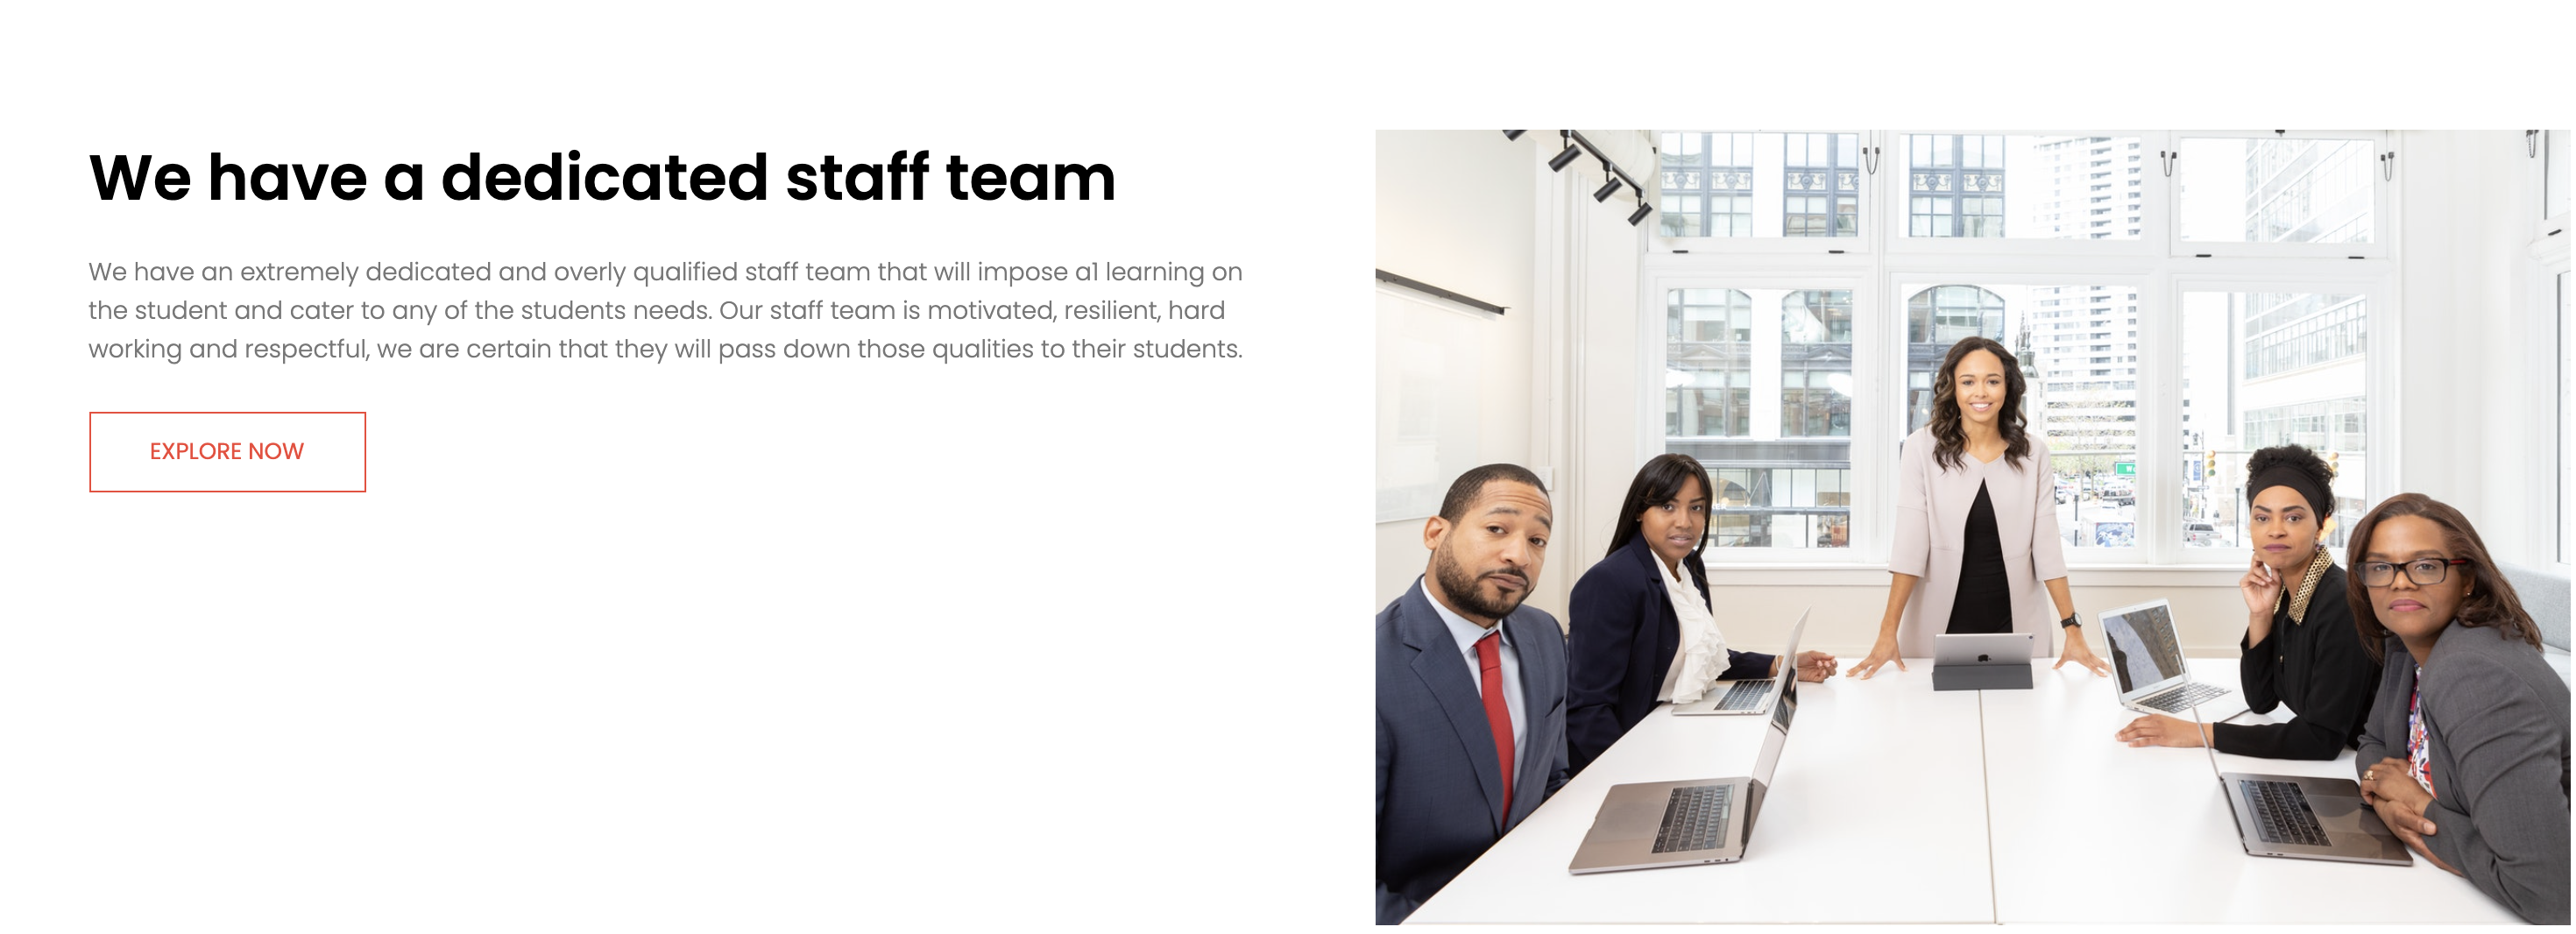 We have a dedicated staff team
We have an extremely dedicated and overly qualified staff team that will impose a1 learning on
the student and cater to any of the students needs. Our staff team is motivated, resilient, hard
working and respectful, we are certain that they will pass down those qualities to their students.
EXPLORE NOW